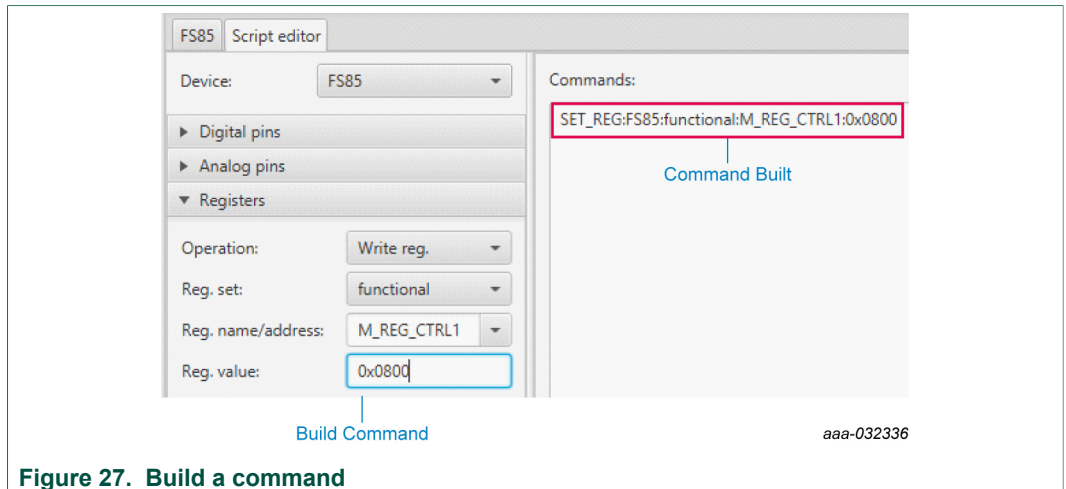 FS85 Script editor
Device: FS85
Commands:
SET_REG:FS85:functional:M_REG_CTRL1:0x0800
Command Built
Digital pins
Analog pins
Registers
Operation: Write reg.
Reg. set: functional
Reg. name/address: M_REG_CTRL1
Reg. value: 0x0800
Build Command
aaa-032336
Figure 27. Build a command